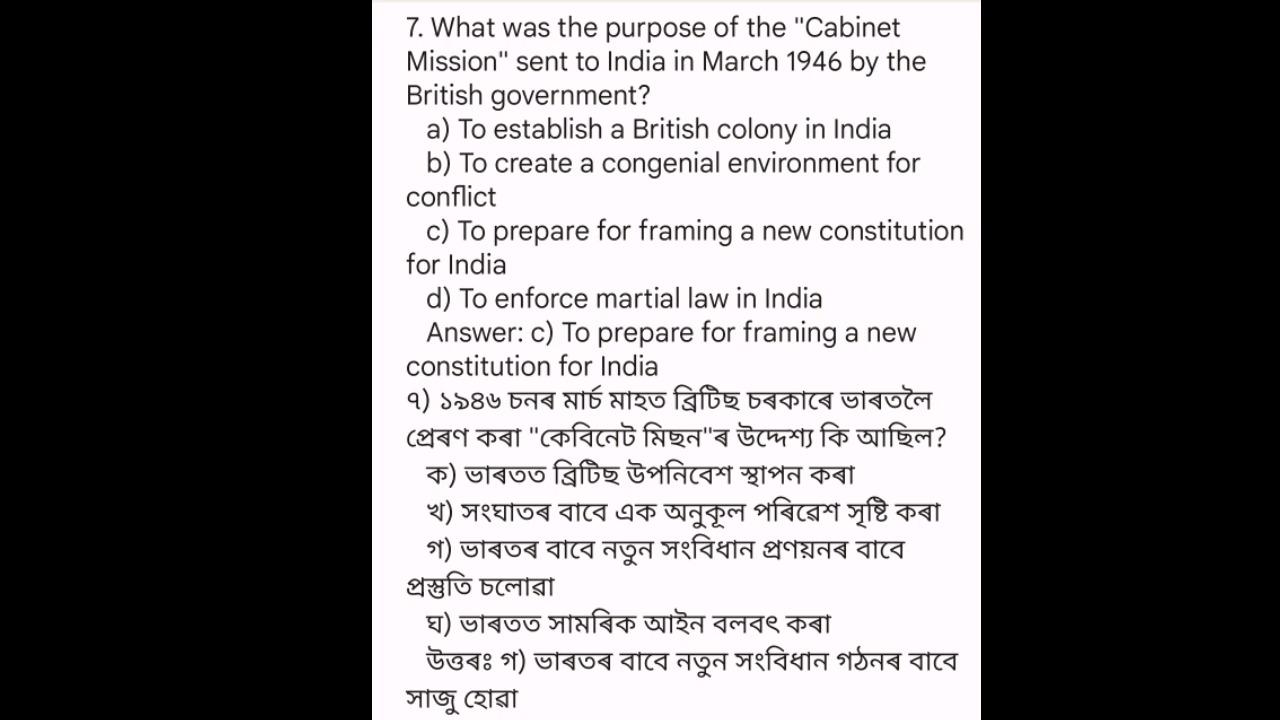 7. What was the purpose of the "Cabinet
Mission" sent to India in March 1946 by the
British government?
a) To establish a British colony in India
b) To create a congenial environment for
conflict
c) To prepare for framing a new constitution
for India
d) To enforce martial law in India
Answer: c) To prepare for framing a new
constitution for India
৭) ১৯৪৬ চনৰ মাৰ্চ মাহত ব্ৰিটিছ চৰকাৰে ভাৰতলৈ
প্ৰেৰণ কৰা "কেবিনেট মিছন"ৰ উদ্দেশ্য কি আছিল?
ক) ভাৰতত ব্ৰিটিছ উপনিবেশ স্থাপন কৰা
খ) সংঘাতৰ বাবে এক অনুকূল পৰিৱেশ সৃষ্টি কৰা
গ) ভাৰতৰ বাবে নতুন সংবিধান প্ৰণয়নৰ বাবে
প্ৰস্তুতি চলোৱা
ঘ) ভাৰতত সামৰিক আইন বলবৎ কৰা
উত্তৰঃ গ) ভাৰতৰ বাবে নতুন সংবিধান গঠনৰ বাবে
সাজু হোৱা